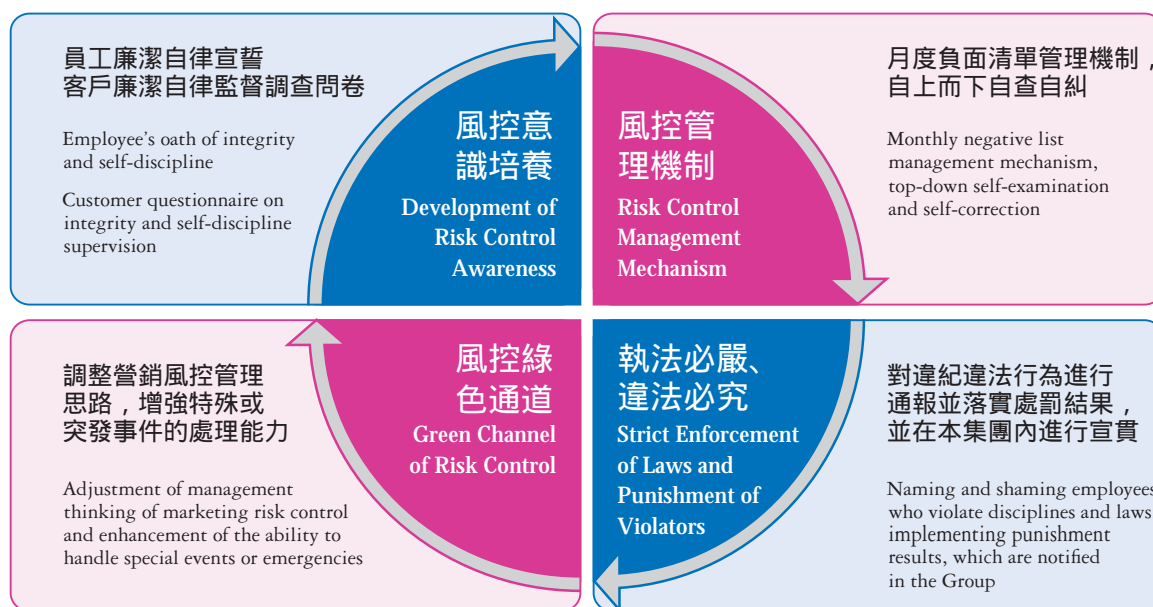 員工廉潔自律宣誓
客戶廉潔自律監督調查問卷
Employee’s oath of integrity
and self-discipline
Customer questionnaire on
integrity and self-discipline
supervision
風控意
識培養
Development of
Risk Control
Awareness
風控管
理機制
Risk Control
Management
Mechanism
月度負面清單管理機制，
自上而下自查自糾
Monthly negative list
management mechanism,
top-down self-examination
and self-correction
調整營銷風控管理
思路，增強特殊或
突發事件的處理能力
Adjustment of management
thinking of marketing risk control
and enhancement of the ability to
handle special events or emergencies
風控綠
色通道
Green Channel
of Risk Control
執法必嚴、
違法必究
Strict Enforcement
of Laws and
Punishment of
Violators
對違紀違法行為進行
通報並落實處罰結果，
並在本集團內進行宣貫
Naming and shaming employees
who violate disciplines and laws
implementing punishment
results, which are notified
in the Group